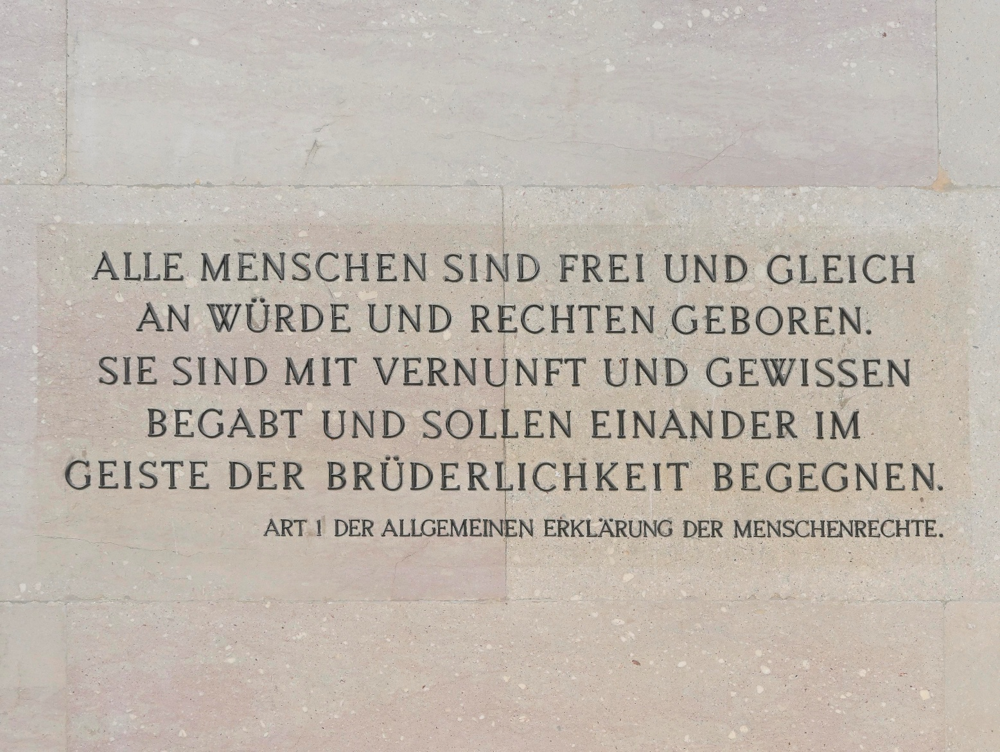 ALLE MENSCHEN SIND FREI UND GLEICH
AN WÜRDE UND RECHTEN GEBOREN.
SIE SIND MIT VERNUNFT UND GEWISSEN
BEGABT UND SOLLEN EINANDER IM
GEISTE DER BRÜDERLICHKEIT BEGEGNEN.
ART 1 DER ALLGEMEINEN ERKLÄRUNG DER MENSCHENRECHTE.